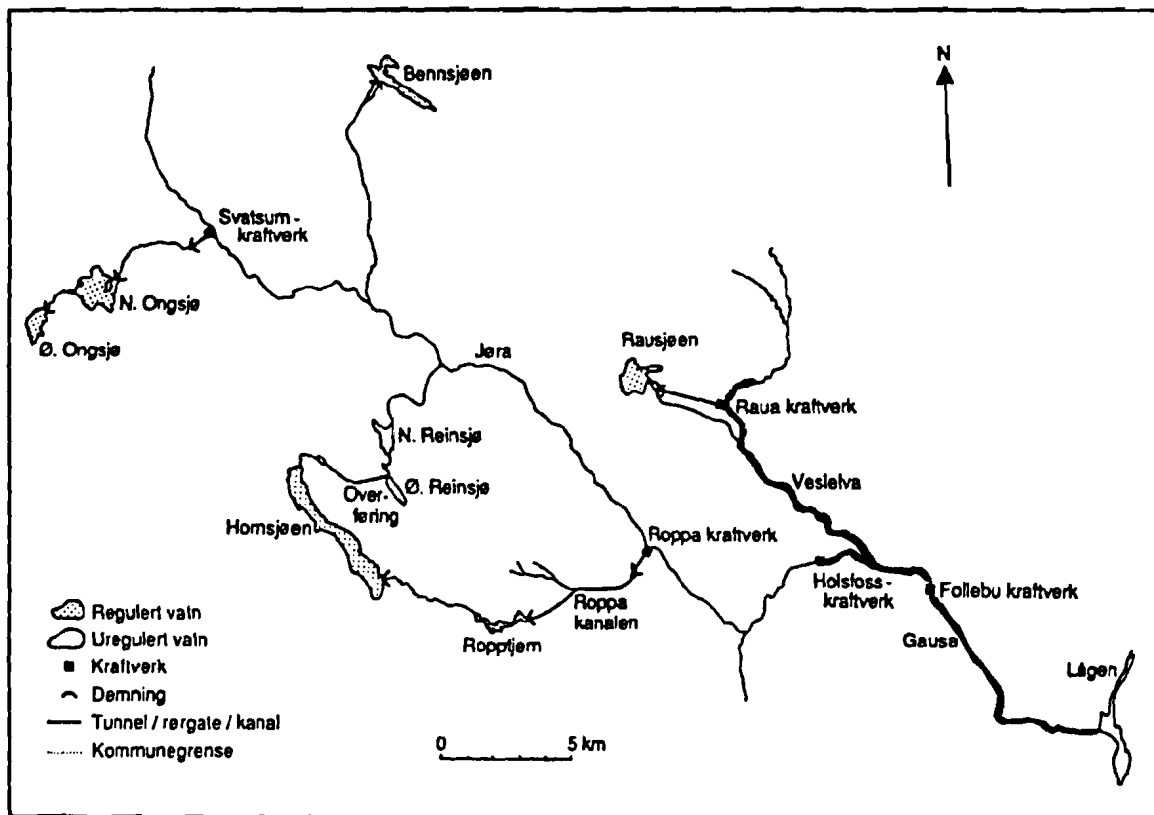 Bennsjøen
N
Svatsum-
kraftverk
N. Ongsjø
Ø. Ongsjø
Jøra
Rausjøen
Raua kraftverk
N. Reinsjø
Ø. Reinsjø
Over-
føring
Veslelva
Hornsjøen
Roppa kraftverk
Holsfoss-
kraftverk
Follebu kraftverk
Roppa
kanalen
Ropptjern
Gausa
Lågen
Regulert vatn
Uregulert vatn
Kraftverk
Demning
Tunnel / rørgate / kanal
Kommunegrense
0 5 km